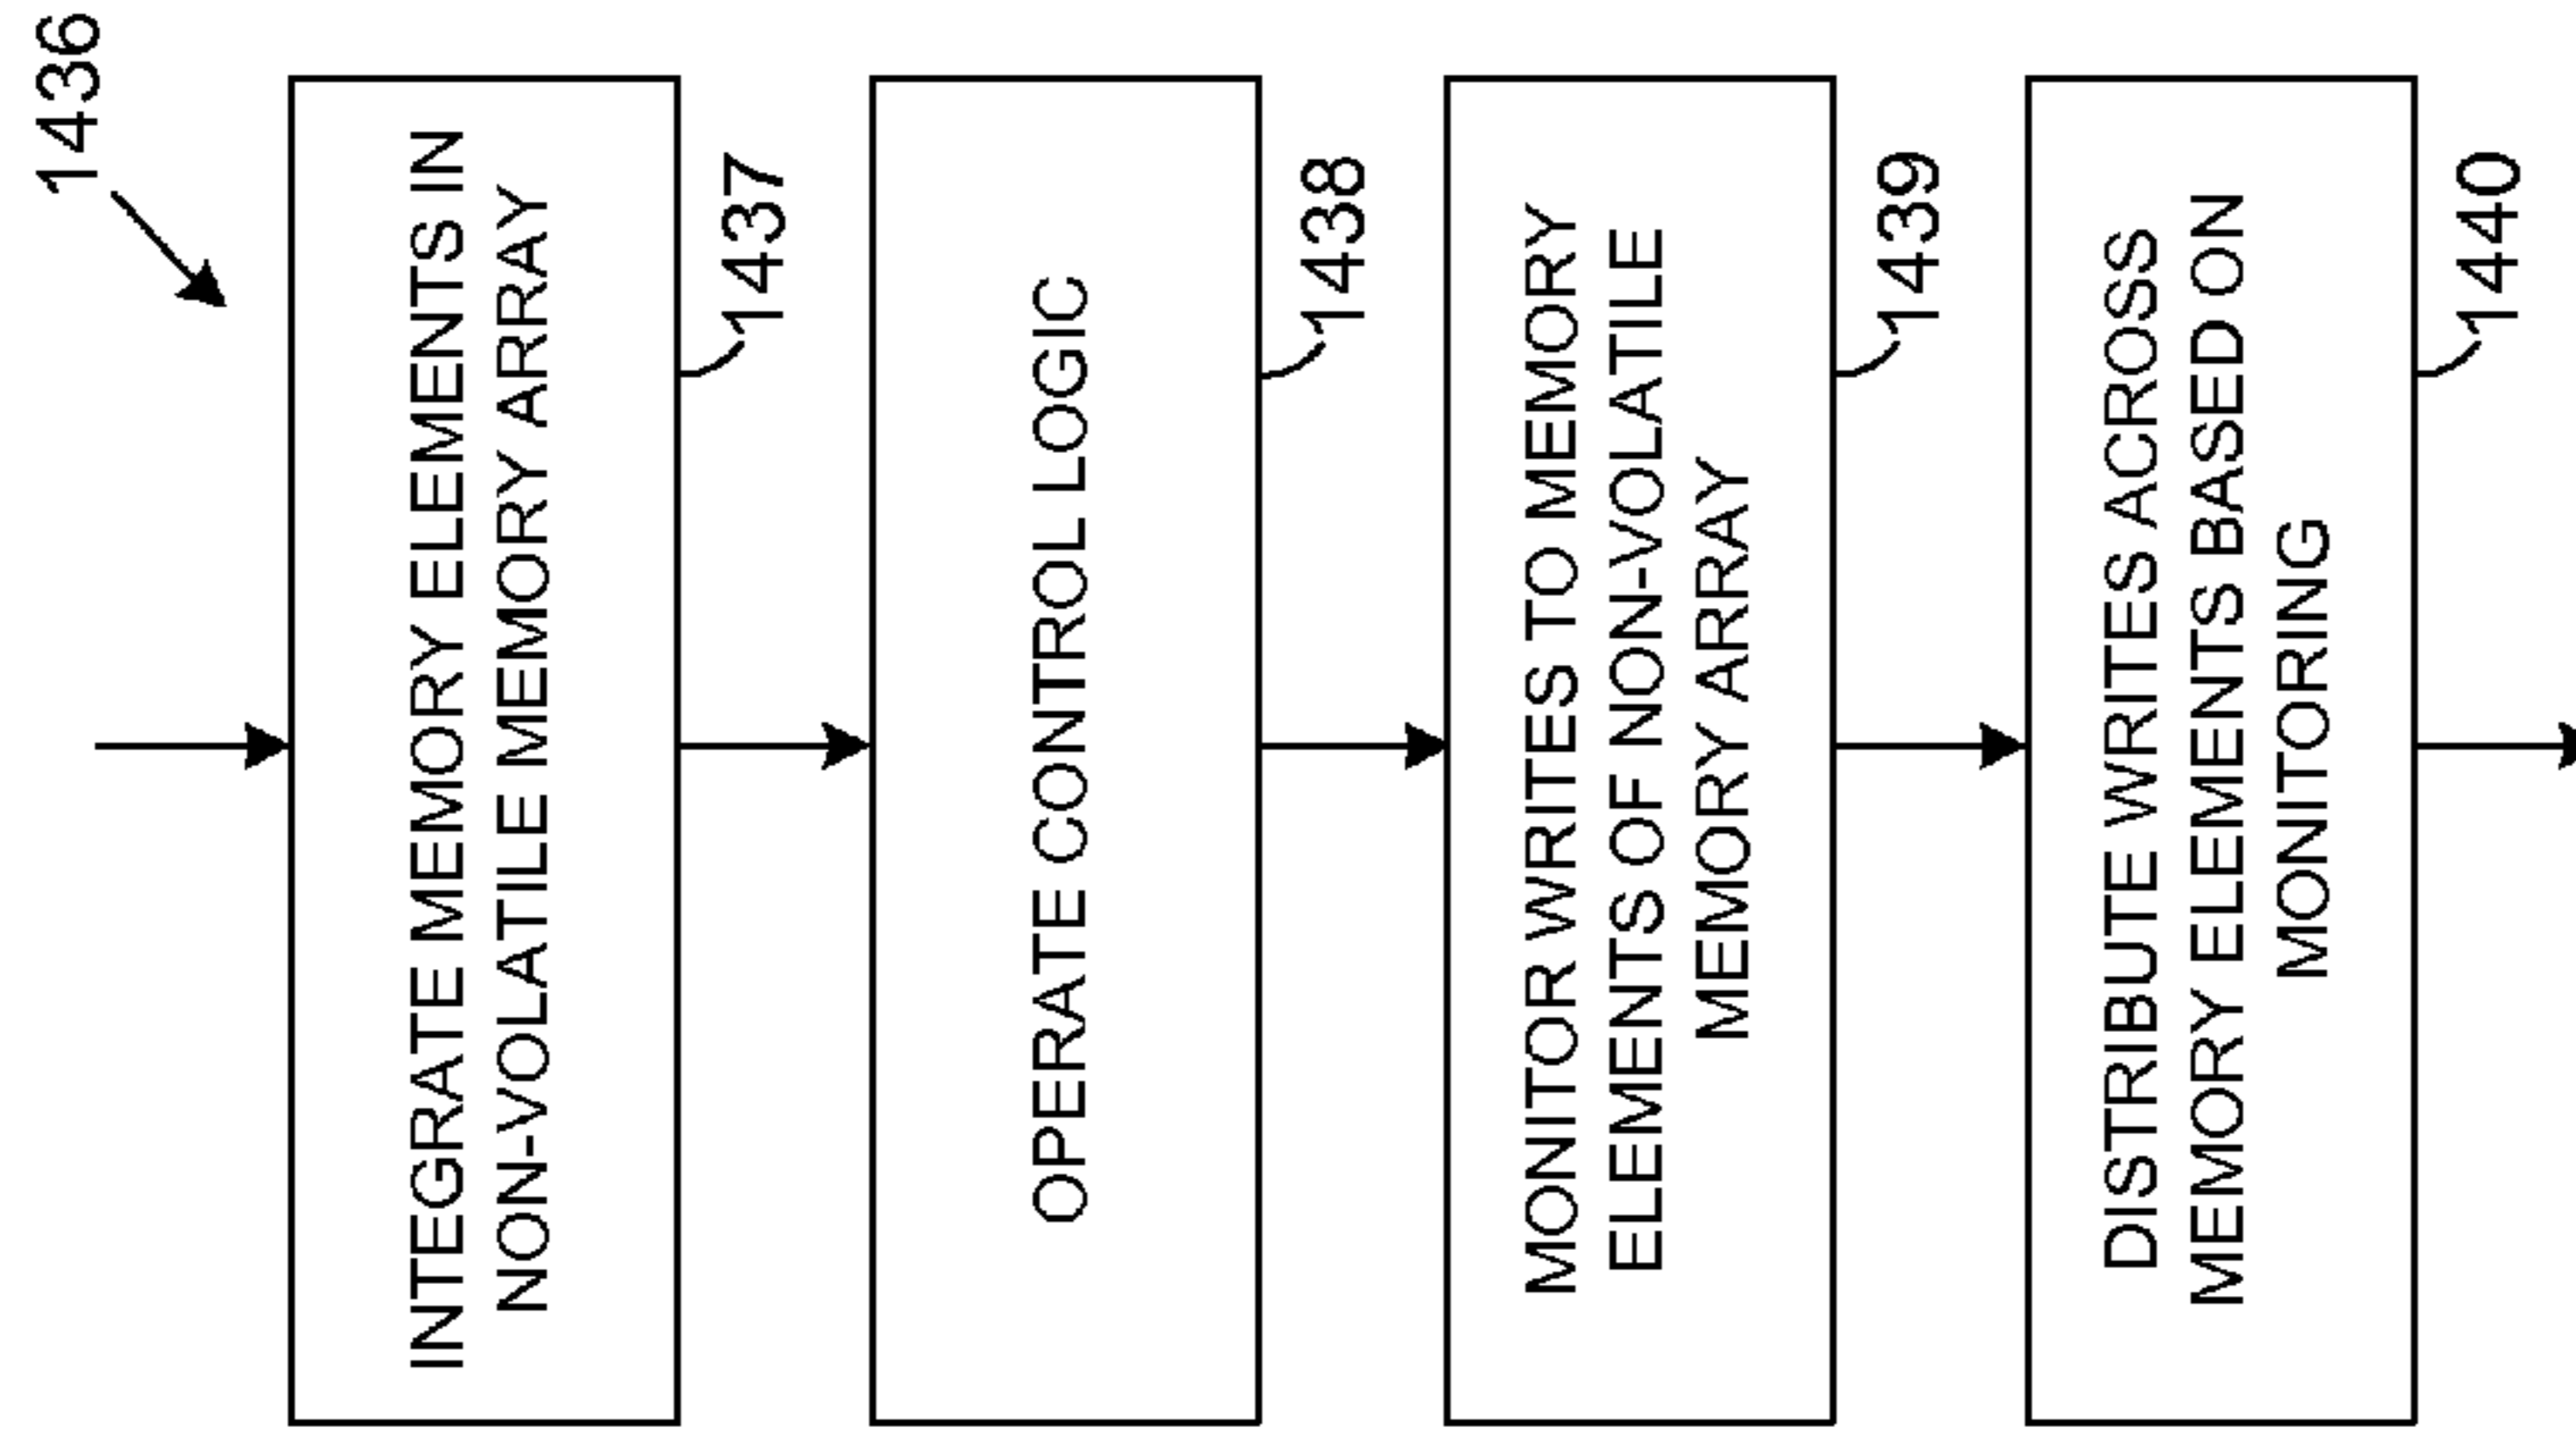 1436
INTEGRATE MEMORY ELEMENTS IN
NON-VOLATILE MEMORY ARRAY
1437
OPERATE CONTROL LOGIC
1438
MONITOR WRITES TO MEMORY
ELEMENTS OF NON-VOLATILE
MEMORY ARRAY
1439
DISTRIBUTE WRITES ACROSS
MEMORY ELEMENTS BASED ON
MONITORING
1440